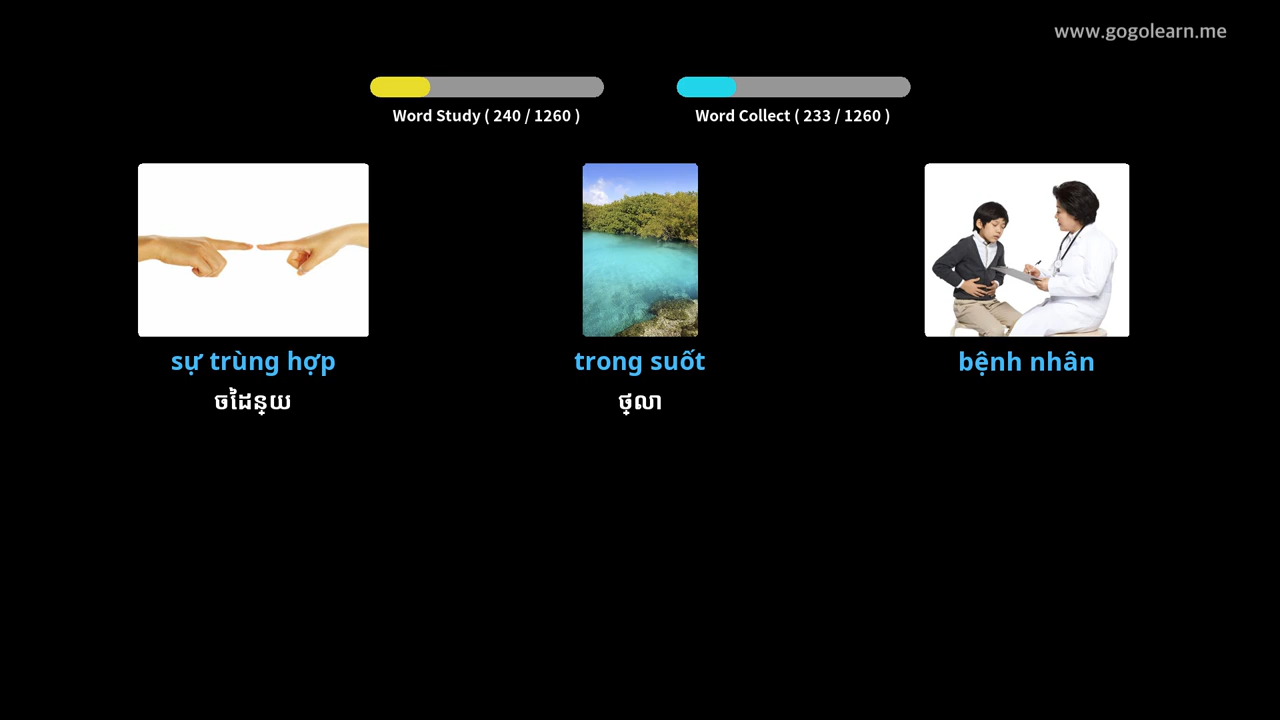 www.gogolearn.me
Word Study ( 240 / 1260 )
Word Collect ( 233 / 1260 )
sự trùng hợp
trong suốt
bệnh nhân
ចដៃន្យ
ថ្លា